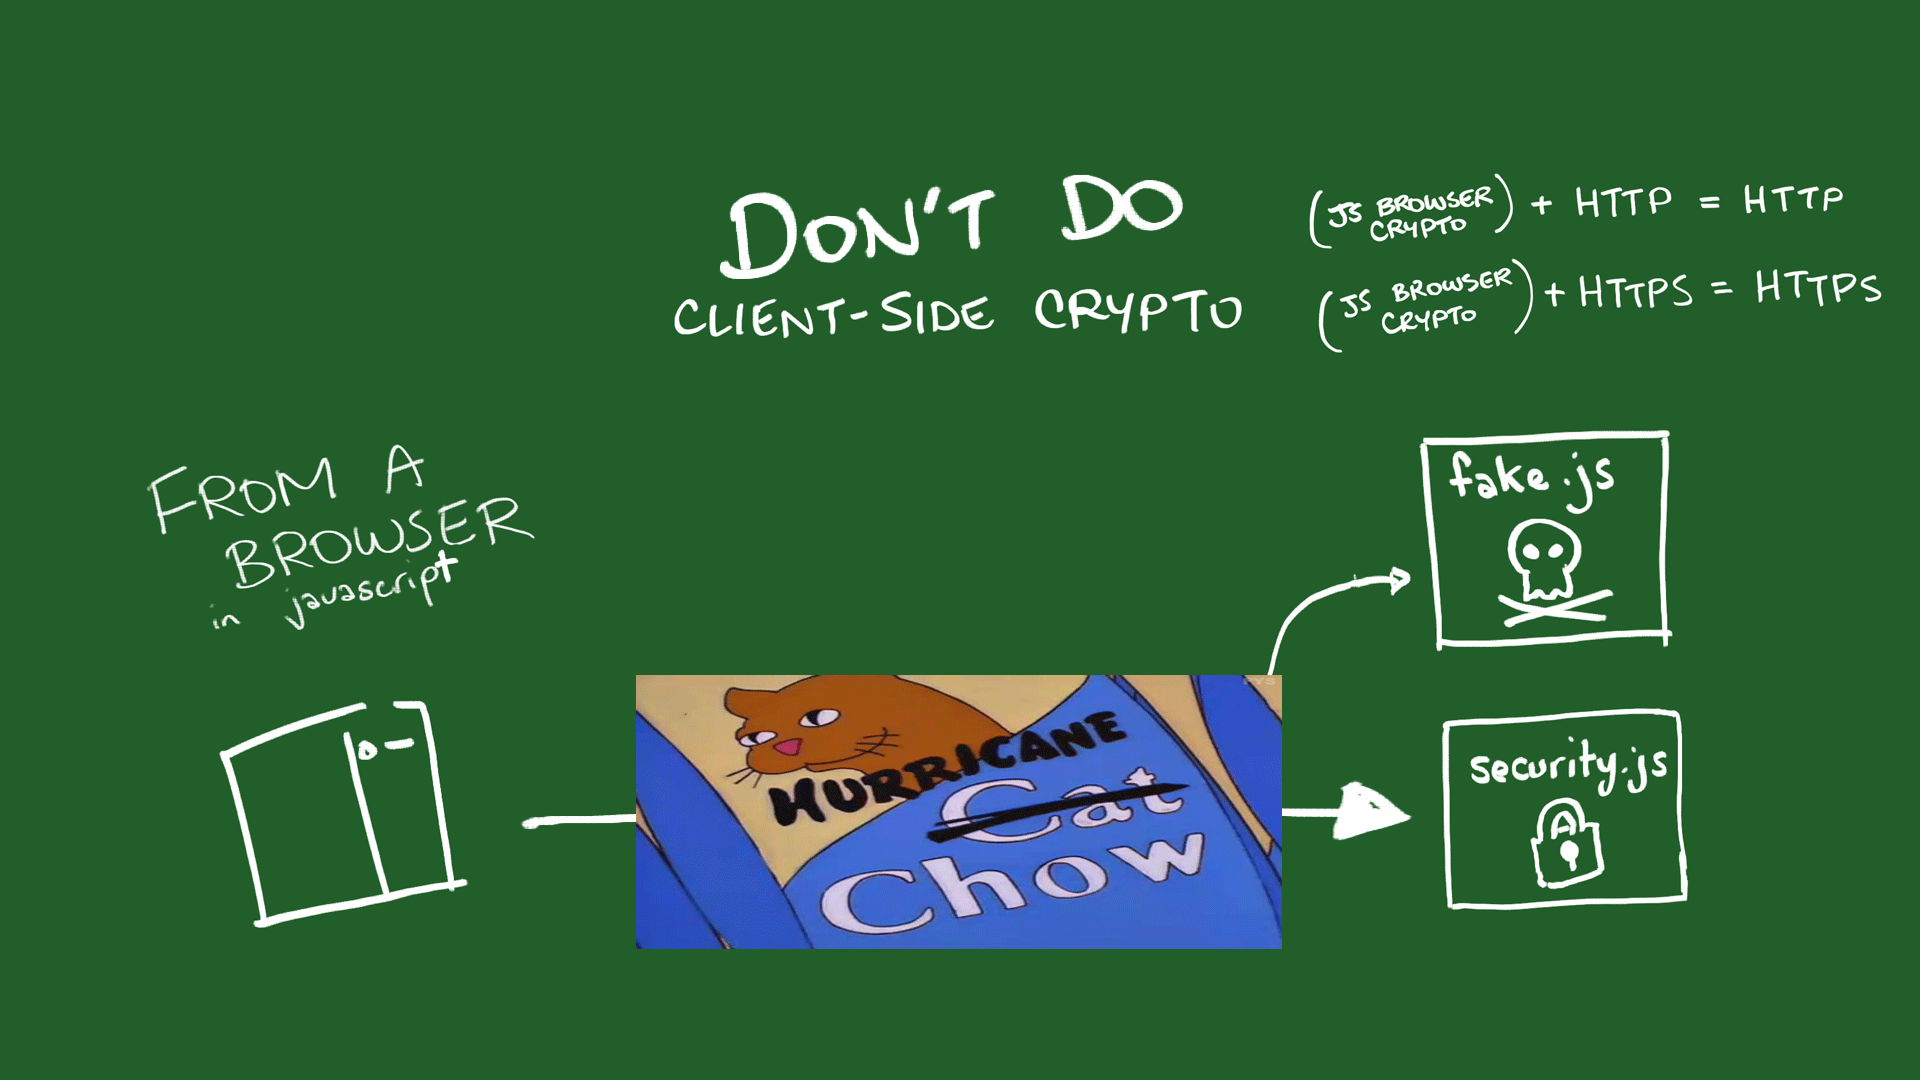 DON'T DO
CLIENT-SIDE CRYPTO
(JS BROWSER CRYPTO) + HTTP = HTTP
(JS BROWSER CRYPTO) + HTTPS = HTTPS
FROM A
BROWSER
in javascript
fake.js
HURRICANE
Cat
Chow
security.js